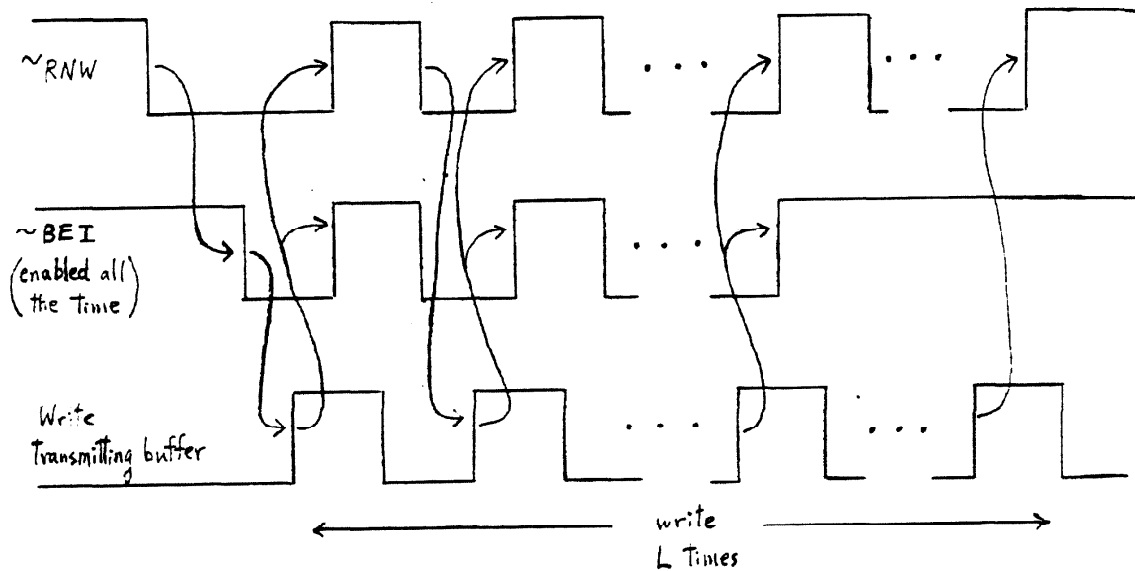 ~RNW
. . .
. . .
~BEI
(enabled all
the time)
. . .
Write
transmitting buffer
. . . .
. . .
write
L times